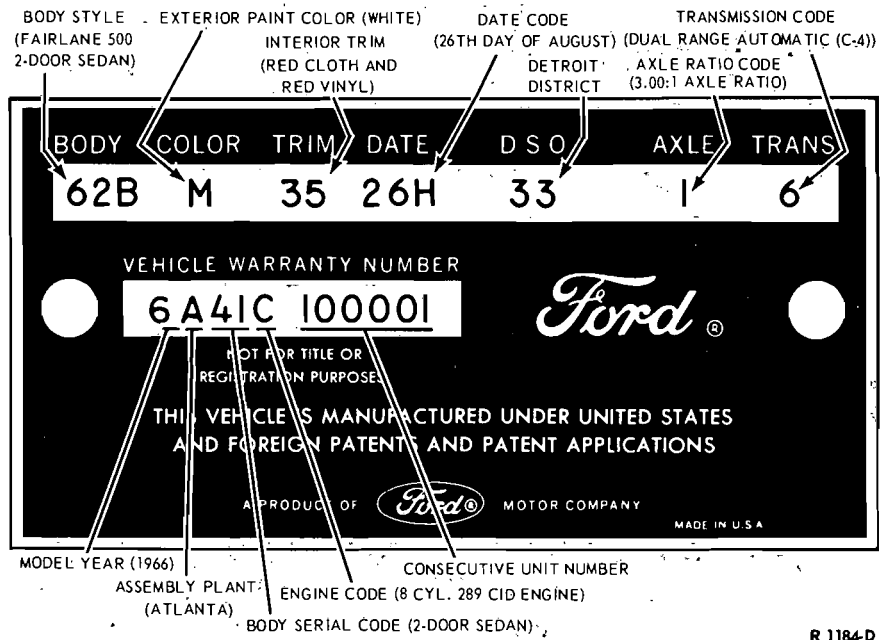 BODY STYLE
(FAIRLANE 500
2-DOOR SEDAN)
EXTERIOR PAINT COLOR (WHITE)
INTERIOR TRIM
(RED CLOTH AND
RED VINYL)
DATE CODE
(26TH DAY OF AUGUST)
DETROIT
DISTRICT
TRANSMISSION CODE
(DUAL RANGE AUTOMATIC (C-4))
AXLE RATIO CODE
(3.00:1 AXLE RATIO)
BODY COLOR TRIM DATE DSO AXLE TRANS
62B M 35 26H 33 1 6
VEHICLE WARRANTY NUMBER
6A41C 100001
Ford ®
NOT FOR TITLE OR
REGISTRATION PURPOSES
THIS VEHICLE IS MANUFACTURED UNDER UNITED STATES
AND FOREIGN PATENTS AND PATENT APPLICATIONS
A PRODUCT OF Ford ® MOTOR COMPANY
MADE IN U.S.A
MODEL YEAR (1966)
ASSEMBLY PLANT
(ATLANTA)
BODY SERIAL CODE (2-DOOR SEDAN)
ENGINE CODE (8 CYL. 289 CID ENGINE)
CONSECUTIVE UNIT NUMBER
R 1184-D